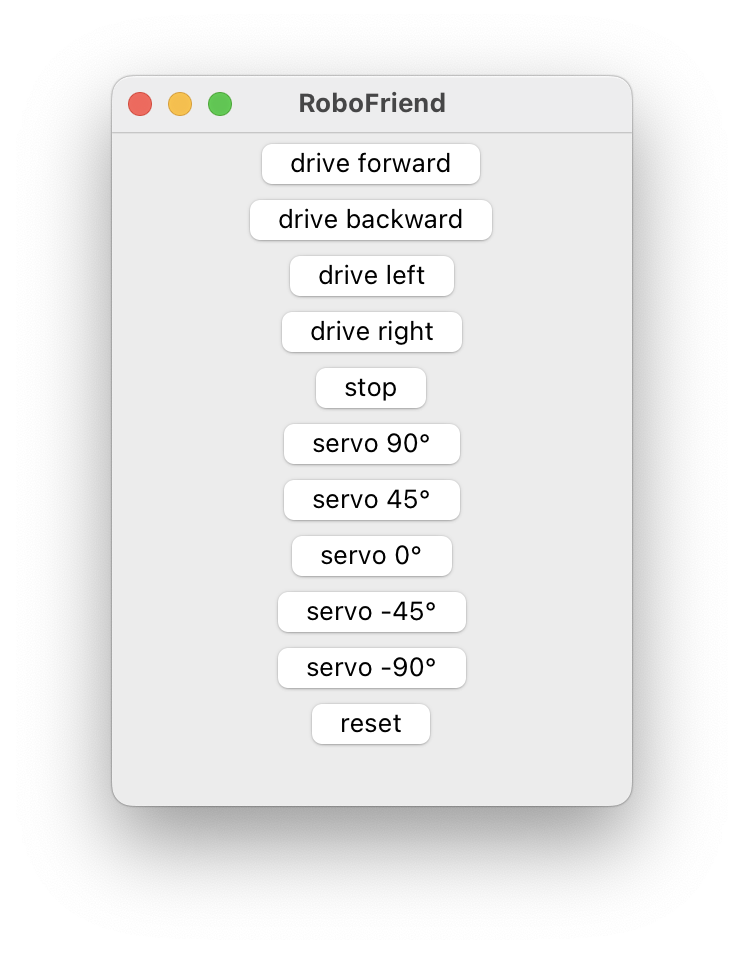 RoboFriend
drive forward
drive backward
drive left
drive right
stop
servo 90°
servo 45°
servo 0°
servo -45°
servo -90°
reset